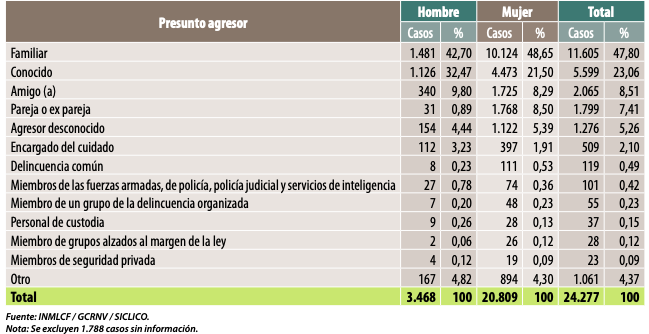 Presunto agresor Hombre Mujer Total
Casos % Casos % Casos %
Familiar 1.481 42,70 10.124 48,65 11.605 47,80
Conocido 1.126 32,47 4.473 21,50 5.599 23,06
Amigo (a) 340 9,80 1.725 8,29 2.065 8,51
Pareja o ex pareja 31 0,89 1.768 8,50 1.799 7,41
Agresor desconocido 154 4,44 1.122 5,39 1.276 5,26
Encargado del cuidado 112 3,23 397 1,91 509 2,10
Delincuencia común 8 0,23 111 0,53 119 0,49
Miembros de las fuerzas armadas, de policía, policía judicial y servicios de inteligencia 27 0,78 74 0,36 101 0,42
Miembro de un grupo de la delincuencia organizada 7 0,20 48 0,23 55 0,23
Personal de custodia 9 0,26 28 0,13 37 0,15
Miembro de grupos alzados al margen de la ley 2 0,06 26 0,12 28 0,12
Miembros de seguridad privada 4 0,12 19 0,09 23 0,09
Otro 167 4,82 894 4,30 1.061 4,37
Total 3.468 100 20.809 100 24.277 100
Fuente: INMLCF / GCRNV / SICLICO.
Nota: Se excluyen 1.788 casos sin información.